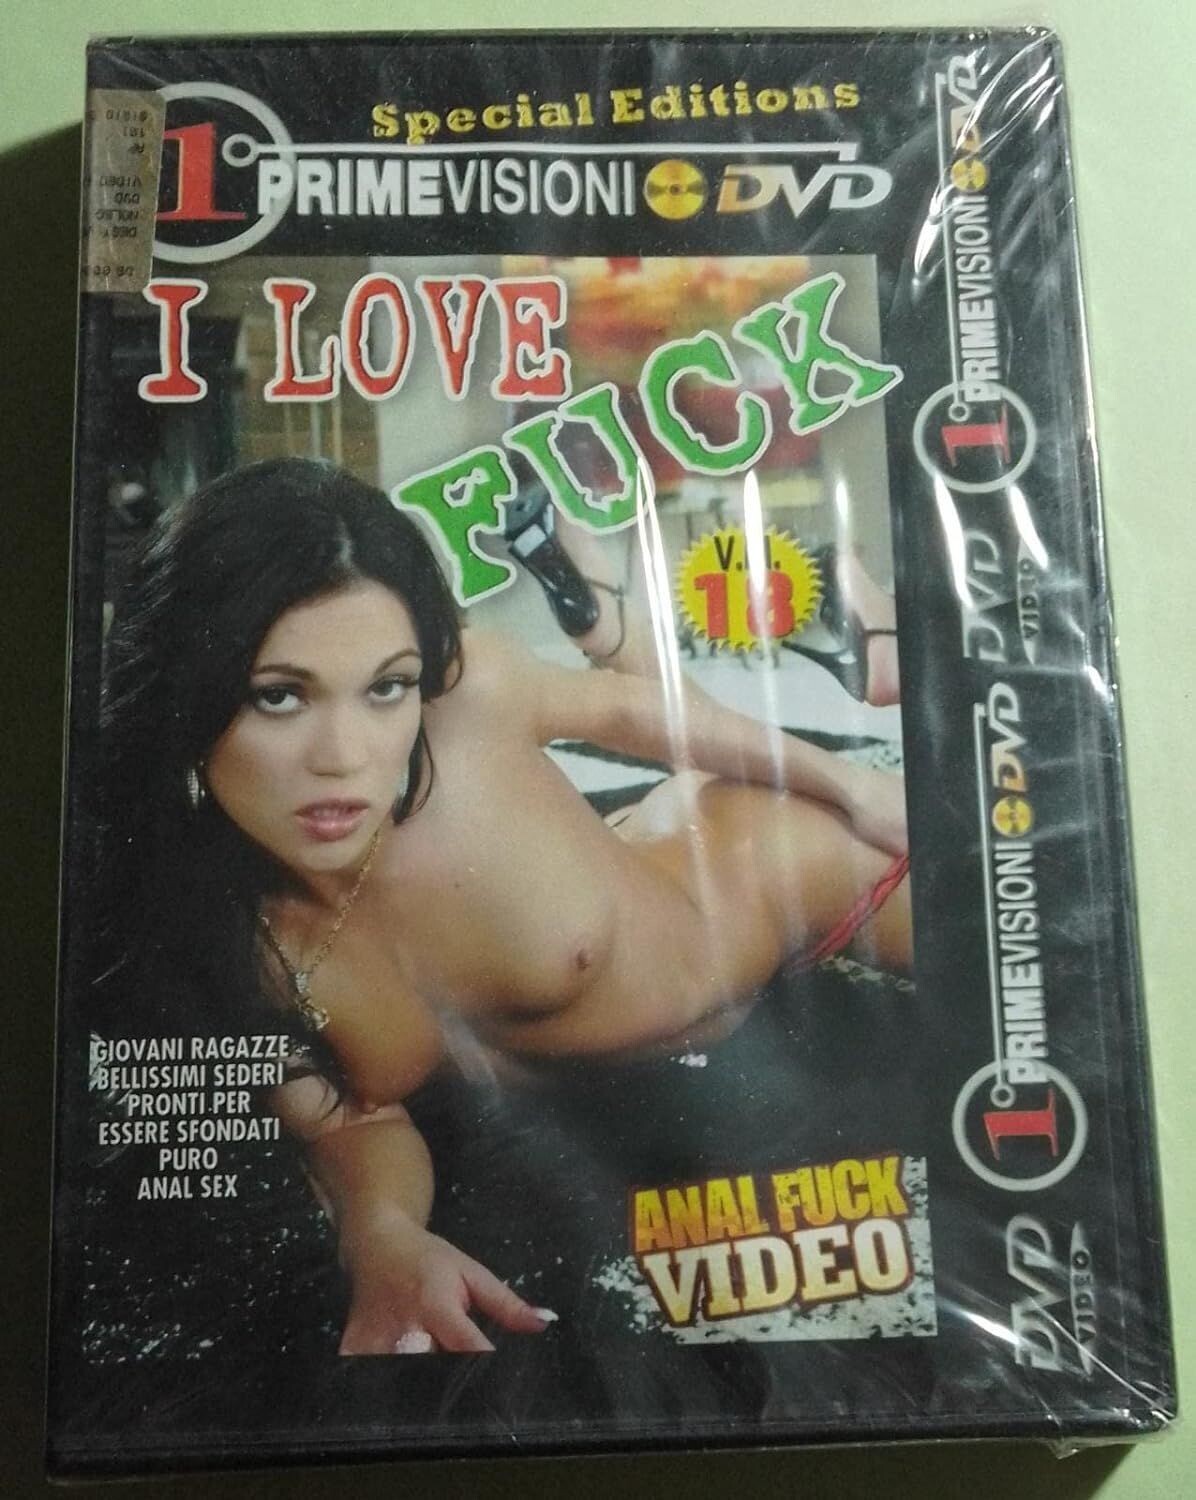 Special Editions
1° PRIMEVISIONI DVD
I LOVE
FUCK
V.M.
18
GIOVANI RAGAZZE
BELLISSIMI SEDERI
PRONTI PER
ESSERE SFONDATI
PURO
ANAL SEX
ANAL FUCK
VIDEO
1° PRIMEVISIONI DVD
DVD
VIDEO
1° PRIMEVISIONI DVD
DVD
VIDEO